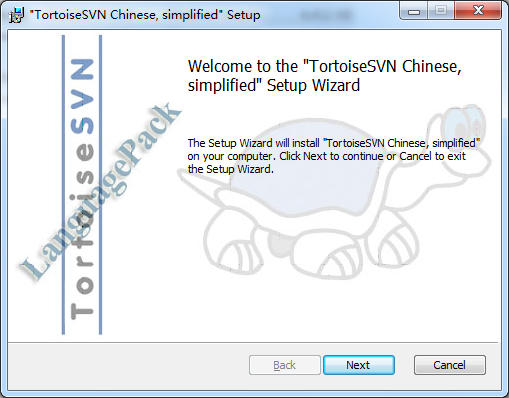 "TortoiseSVN Chinese, simplified" Setup
TortoiseSVN
LanguagePack
Welcome to the "TortoiseSVN Chinese,
simplified" Setup Wizard
The Setup Wizard will install "TortoiseSVN Chinese, simplified"
on your computer. Click Next to continue or Cancel to exit
the Setup Wizard.
Back
Next
Cancel